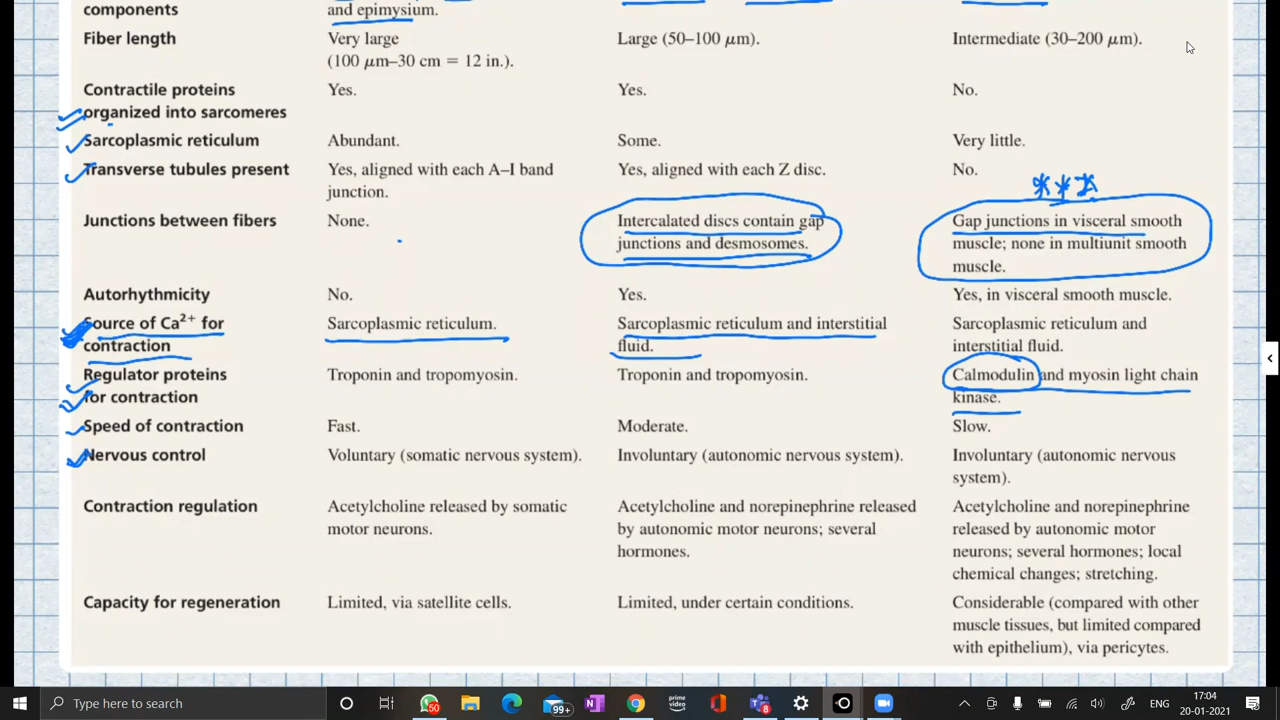 components
and epimysium.
Fiber length Very large Large (50–100 μm). Intermediate (30–200 μm).
(100 μm–30 cm = 12 in.).
Contractile proteins Yes. Yes. No.
organized into sarcomeres
Sarcoplasmic reticulum Abundant. Some. Very little.
Transverse tubules present Yes, aligned with each A–I band Yes, aligned with each Z disc. No.
junction.
Junctions between fibers None. Intercalated discs contain gap Gap junctions in visceral smooth
junctions and desmosomes. muscle; none in multiunit smooth
muscle.
Autorhythmicity No. Yes. Yes, in visceral smooth muscle.
Source of Ca2+ for Sarcoplasmic reticulum. Sarcoplasmic reticulum and interstitial Sarcoplasmic reticulum and
contraction fluid. interstitial fluid.
Regulator proteins Troponin and tropomyosin. Troponin and tropomyosin. Calmodulin and myosin light chain
for contraction kinase.
Speed of contraction Fast. Moderate. Slow.
Nervous control Voluntary (somatic nervous system). Involuntary (autonomic nervous system). Involuntary (autonomic nervous
system).
Contraction regulation Acetylcholine released by somatic Acetylcholine and norepinephrine released Acetylcholine and norepinephrine
motor neurons. by autonomic motor neurons; several released by autonomic motor
hormones. neurons; several hormones; local
chemical changes; stretching.
Capacity for regeneration Limited, via satellite cells. Limited, under certain conditions. Considerable (compared with other
muscle tissues, but limited compared
with epithelium), via pericytes.
Type here to search
50
99+
prime
video
8
ENG
17:04
20-01-2021